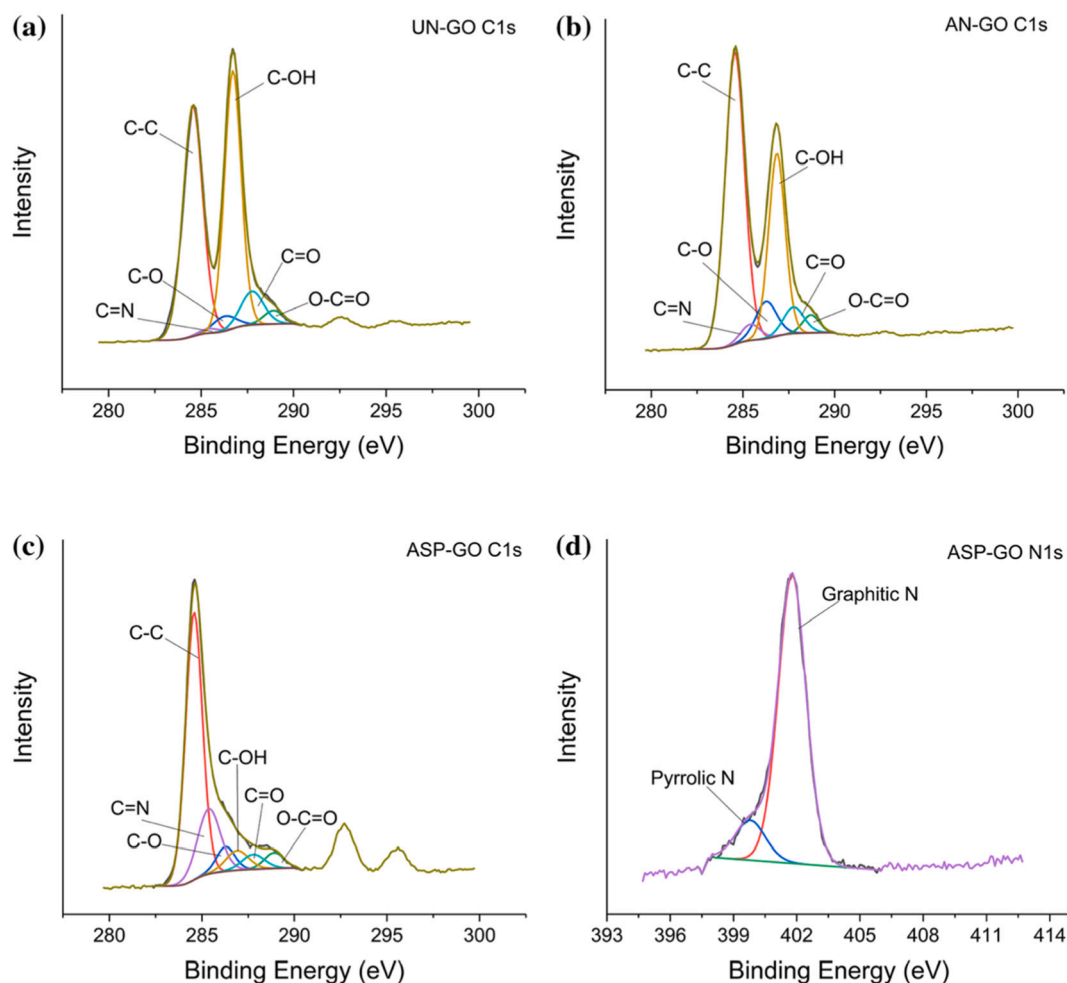 (a)
UN-GO C1s
C-OH
C-C
C-O
C=O
C=N
O-C=O
Intensity
280 285 290 295 300
Binding Energy (eV)
(b)
AN-GO C1s
C-C
C-OH
C-O
C=O
C=N
O-C=O
Intensity
280 285 290 295 300
Binding Energy (eV)
(c)
ASP-GO C1s
C-C
C-OH
C=N
C=O
O-C=O
C-O
Intensity
280 285 290 295 300
Binding Energy (eV)
(d)
ASP-GO N1s
Graphitic N
Pyrrolic N
Intensity
393 396 399 402 405 408 411 414
Binding Energy (eV)